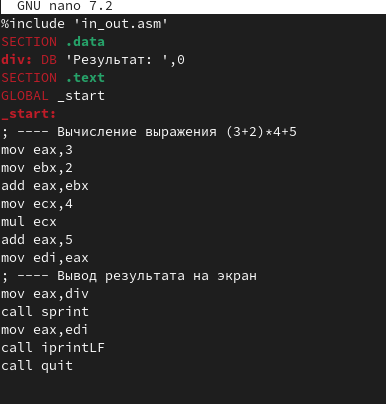 GNU nano 7.2
%include 'in_out.asm'
SECTION .data
div: DB 'Результат: ',0
SECTION .text
GLOBAL _start
_start:
; ---- Вычисление выражения (3+2)*4+5
mov eax,3
mov ebx,2
add eax,ebx
mov ecx,4
mul ecx
add eax,5
mov edi,eax
; ---- Вывод результата на экран
mov eax,div
call sprint
mov eax,edi
call iprintLF
call quit